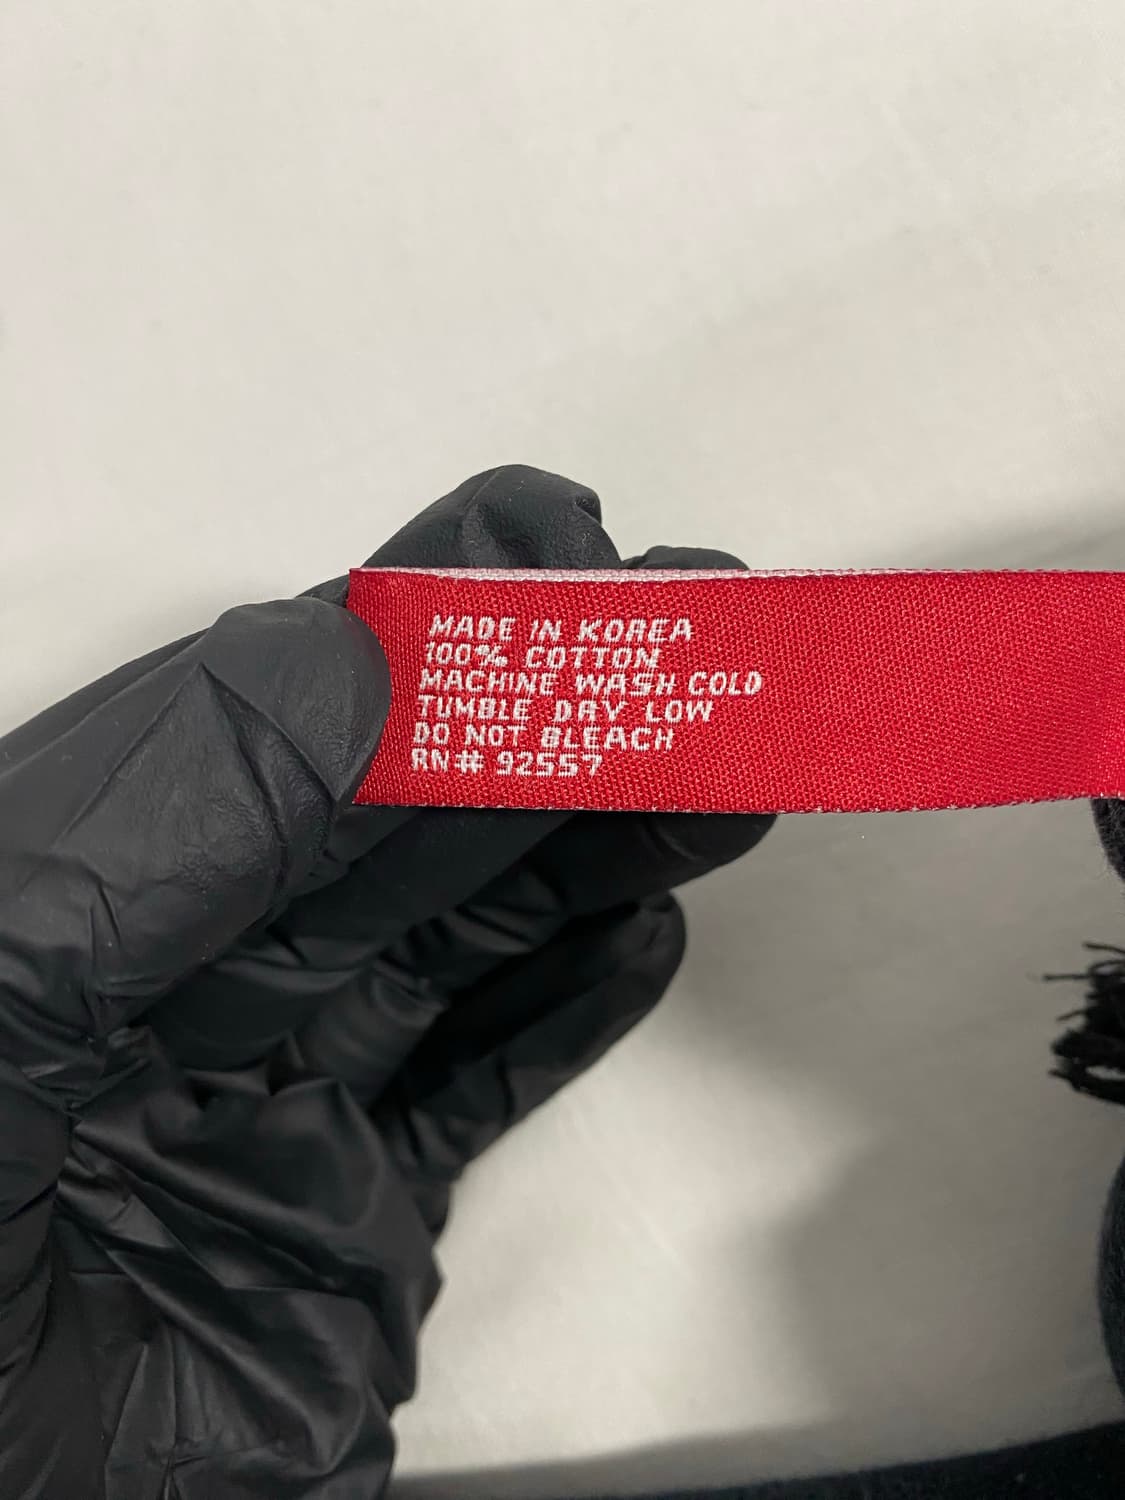 MADE IN KOREA
100% COTTON
MACHINE WASH COLD
TUMBLE DRY LOW
DO NOT BLEACH
RN# 92557